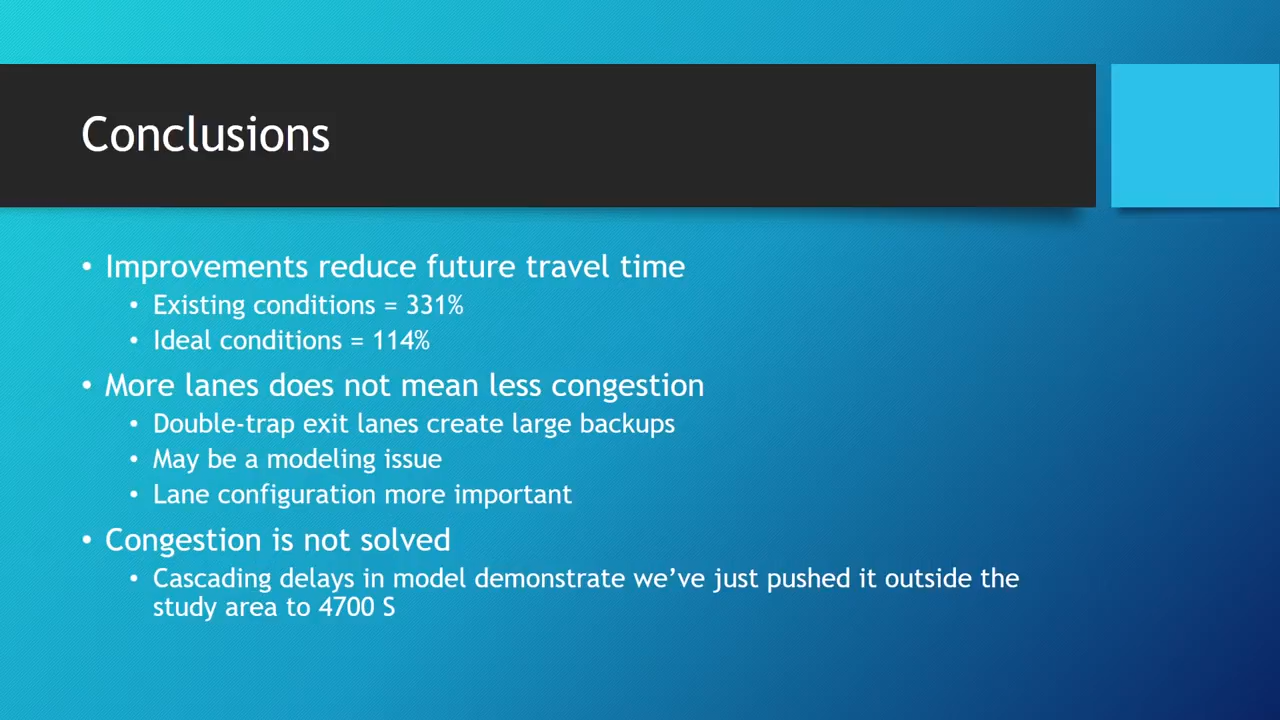 Conclusions
• Improvements reduce future travel time
• Existing conditions = 331%
• Ideal conditions = 114%
• More lanes does not mean less congestion
• Double-trap exit lanes create large backups
• May be a modeling issue
• Lane configuration more important
• Congestion is not solved
• Cascading delays in model demonstrate we’ve just pushed it outside the
study area to 4700 S